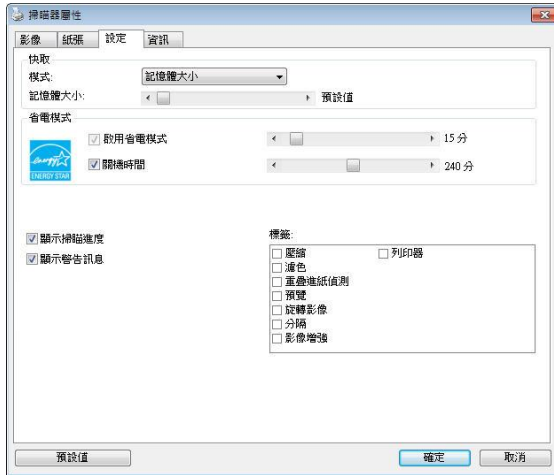 掃瞄器屬性
影像 紙張 設定 資訊
快取
模式: 記憶體大小
記憶體大小: 預設值
省電模式
啟用省電模式 15 分
關機時間 240 分
ENERGY STAR
顯示掃瞄進度
顯示警告訊息
標籤:
壓縮 列印器
濾色
重疊進紙偵測
預覽
旋轉影像
分隔
影像增強
預設值 確定 取消